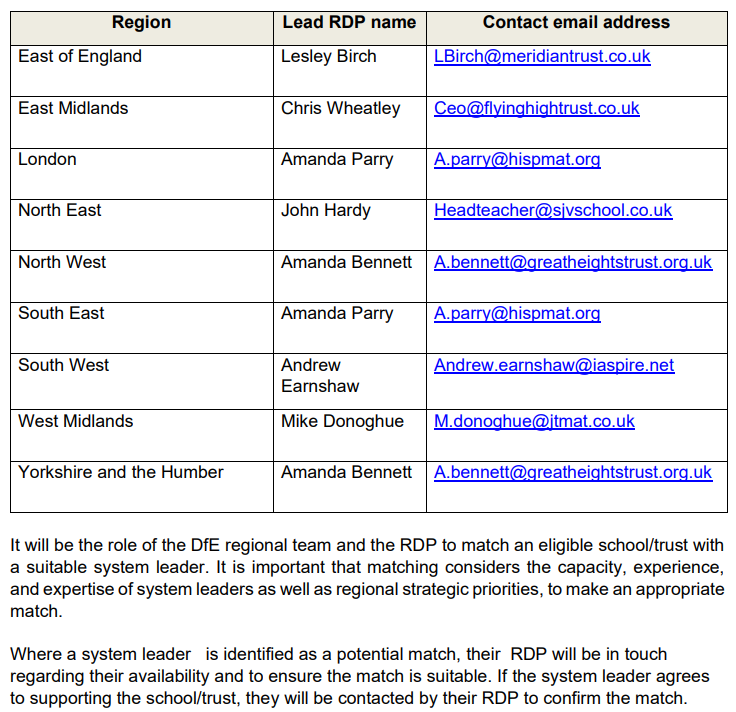 Region Lead RDP name Contact email address
East of England Lesley Birch LBirch@meridiantrust.co.uk
East Midlands Chris Wheatley Ceo@flyinghightrust.co.uk
London Amanda Parry A.parry@hispmat.org
North East John Hardy Headteacher@sjvschool.co.uk
North West Amanda Bennett A.bennett@greatheightstrust.org.uk
South East Amanda Parry A.parry@hispmat.org
South West Andrew Andrew.earnshaw@iaspire.net
Earnshaw
West Midlands Mike Donoghue M.donoghue@jtmat.co.uk
Yorkshire and the Humber Amanda Bennett A.bennett@greatheightstrust.org.uk
It will be the role of the DfE regional team and the RDP to match an eligible school/trust with
a suitable system leader. It is important that matching considers the capacity, experience,
and expertise of system leaders as well as regional strategic priorities, to make an appropriate
match.
Where a system leader is identified as a potential match, their RDP will be in touch
regarding their availability and to ensure the match is suitable. If the system leader agrees
to supporting the school/trust, they will be contacted by their RDP to confirm the match.